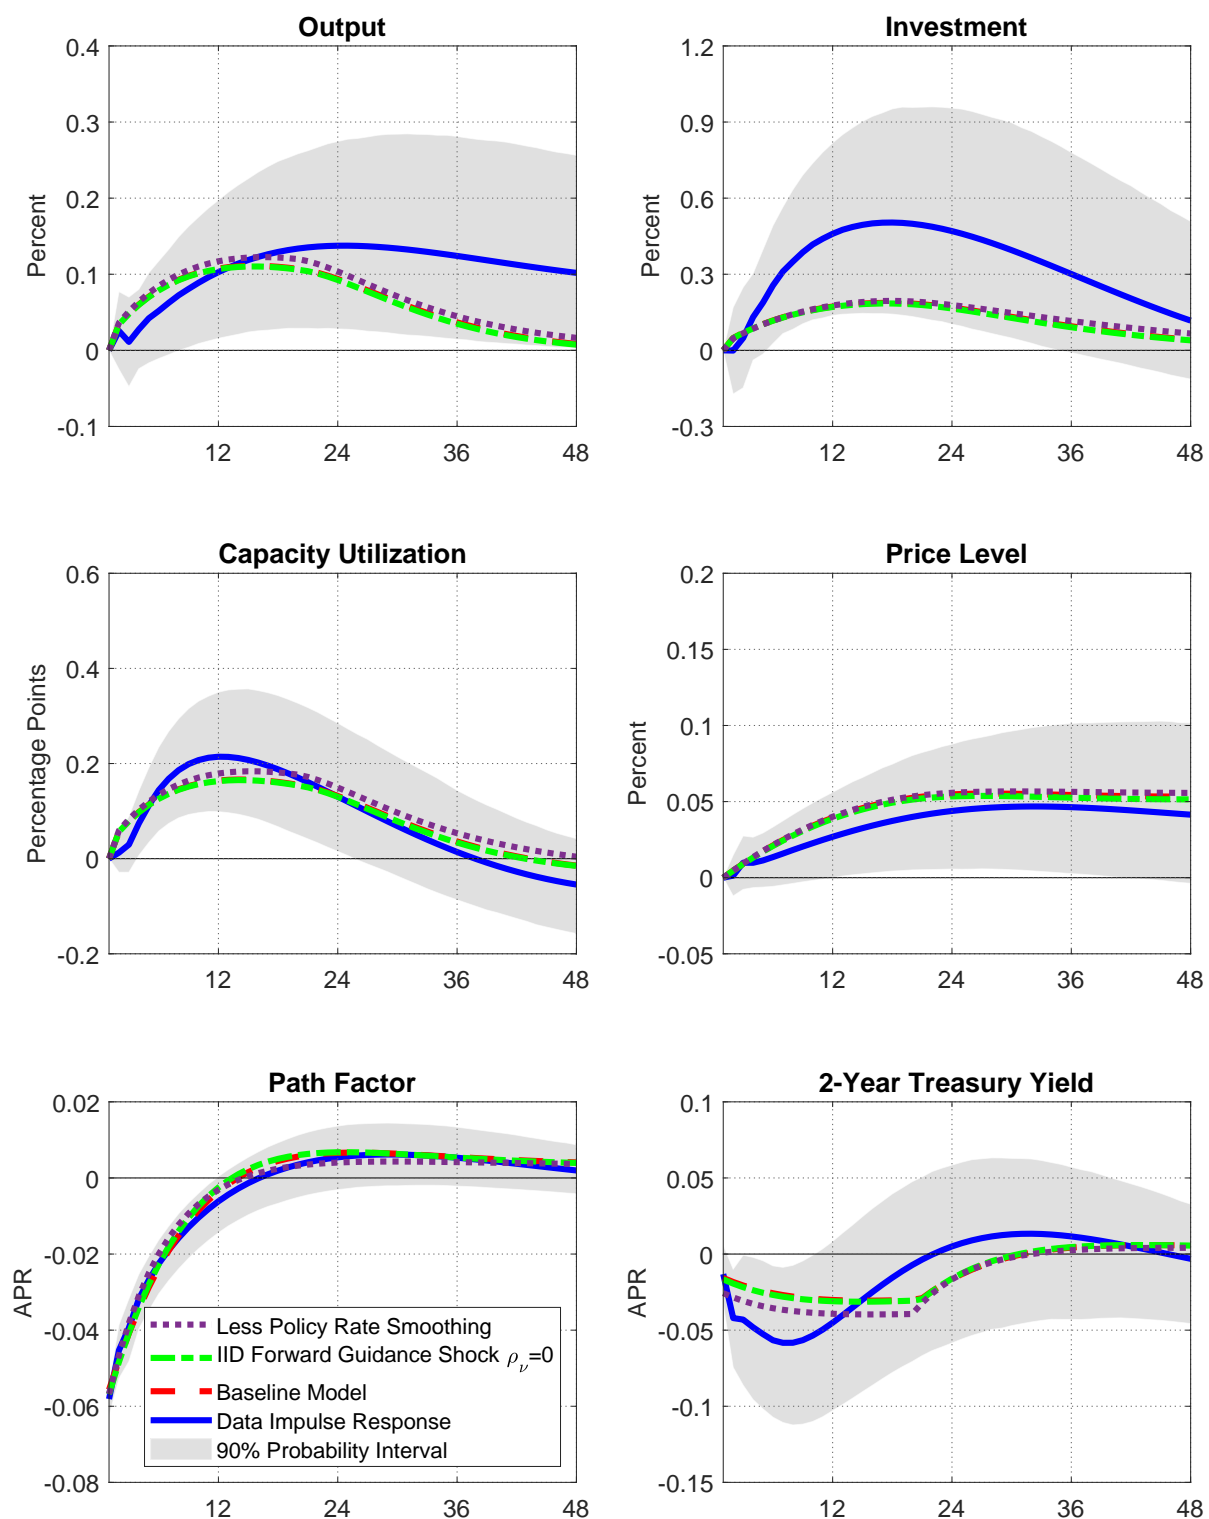 Output
Percent
0.4
0.3
0.2
0.1
0
-0.1
12 24 36 48
Investment
Percent
1.2
0.9
0.6
0.3
0
-0.3
12 24 36 48
Capacity Utilization
Percentage Points
0.6
0.4
0.2
0
-0.2
12 24 36 48
Price Level
Percent
0.2
0.15
0.1
0.05
0
-0.05
12 24 36 48
Path Factor
APR
0.02
0
-0.02
-0.04
-0.06
-0.08
Less Policy Rate Smoothing
IID Forward Guidance Shock ρν=0
Baseline Model
Data Impulse Response
90% Probability Interval
12 24 36 48
2-Year Treasury Yield
APR
0.1
0.05
0
-0.05
-0.1
-0.15
12 24 36 48